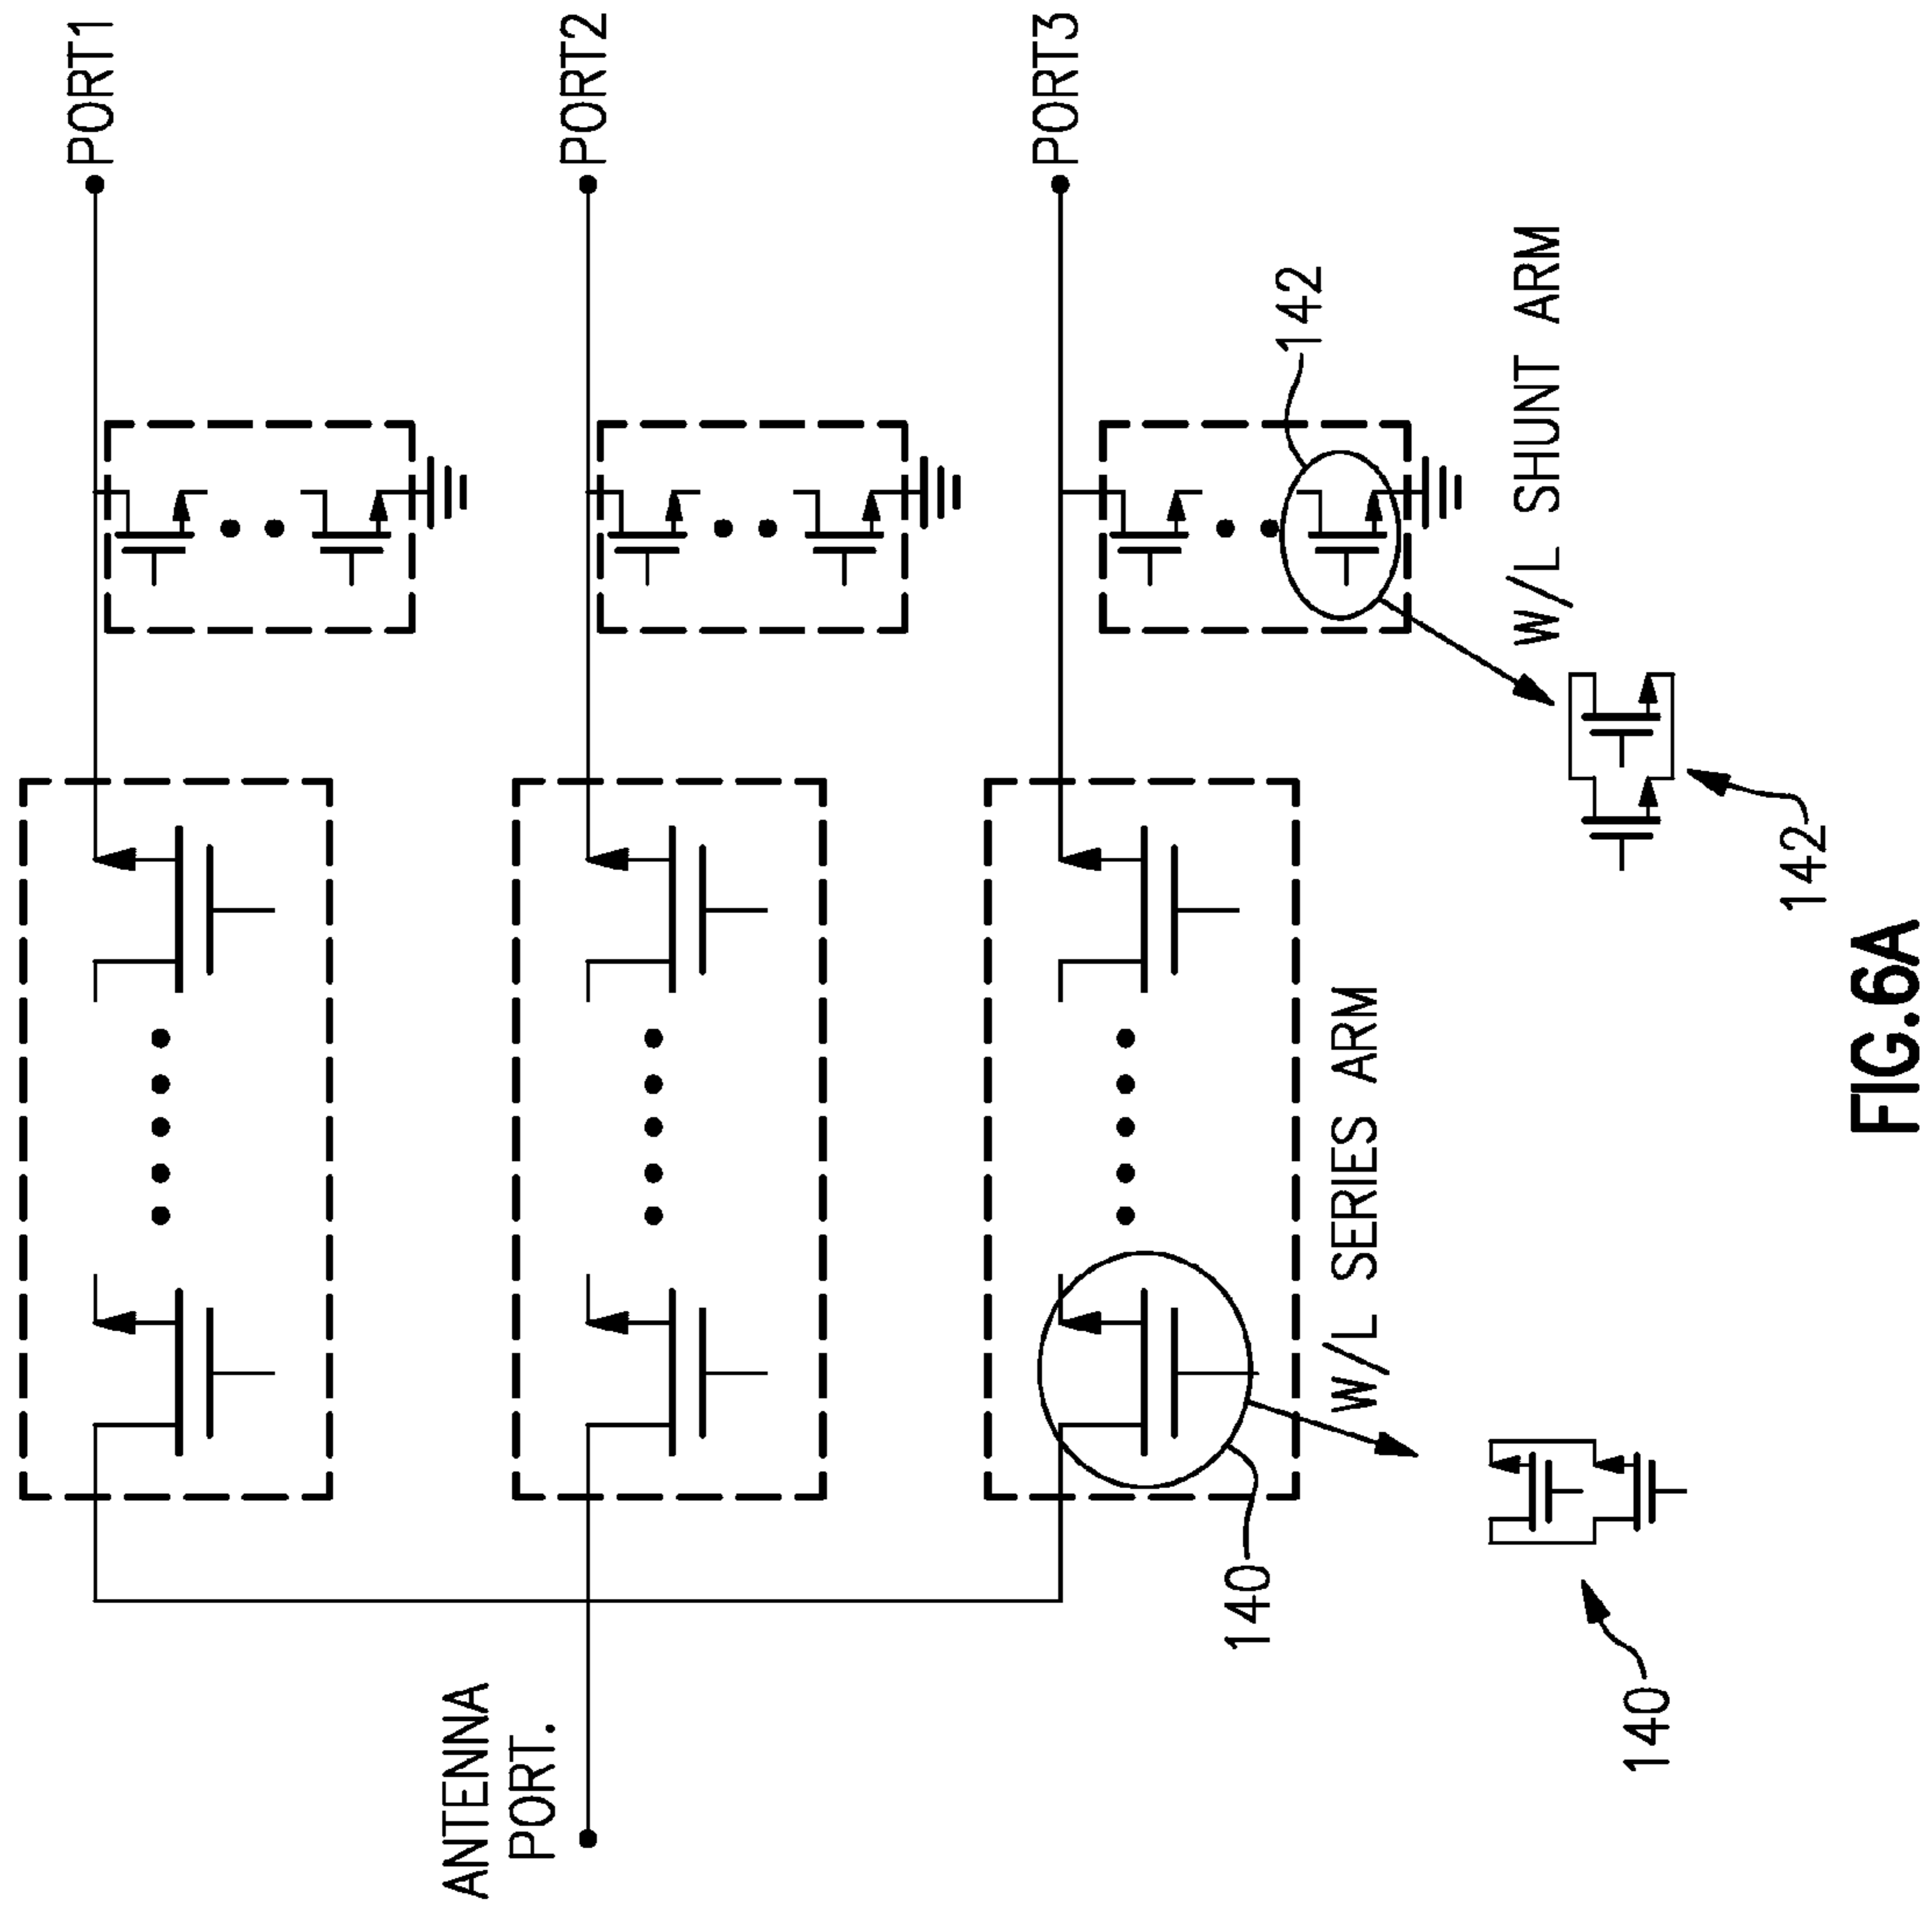 PORT1
PORT2
PORT3
ANTENNA
PORT.
142
W/L SHUNT ARM
142
W/L SERIES ARM
140
140
FIG.6A